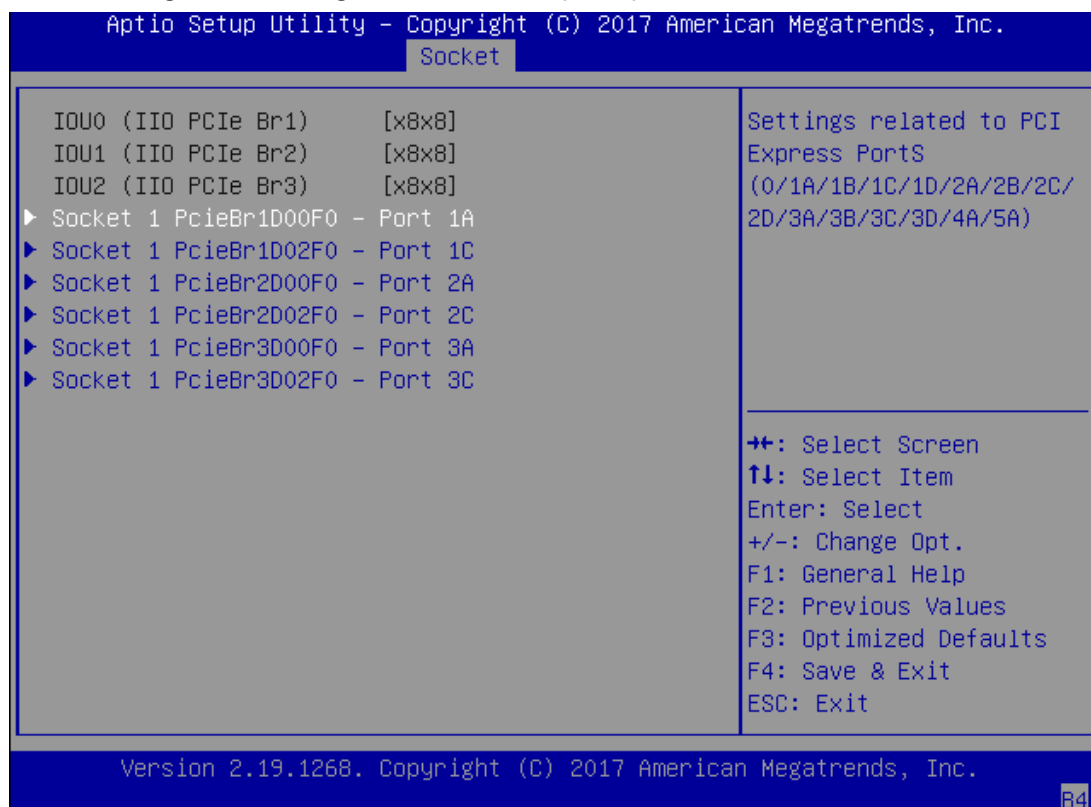 Aptio Setup Utility – Copyright (C) 2017 American Megatrends, Inc.
Socket
IOU0 (IIO PCIe Br1) [x8x8]
IOU1 (IIO PCIe Br2) [x8x8]
IOU2 (IIO PCIe Br3) [x8x8]
Socket 1 PcieBr1D00F0 – Port 1A
Socket 1 PcieBr1D02F0 – Port 1C
Socket 1 PcieBr2D00F0 – Port 2A
Socket 1 PcieBr2D02F0 – Port 2C
Socket 1 PcieBr3D00F0 – Port 3A
Socket 1 PcieBr3D02F0 – Port 3C
Settings related to PCI
Express PortS
(0/1A/1B/1C/1D/2A/2B/2C/
2D/3A/3B/3C/3D/4A/5A)
→←: Select Screen
↑↓: Select Item
Enter: Select
+/-: Change Opt.
F1: General Help
F2: Previous Values
F3: Optimized Defaults
F4: Save & Exit
ESC: Exit
Version 2.19.1268. Copyright (C) 2017 American Megatrends, Inc.